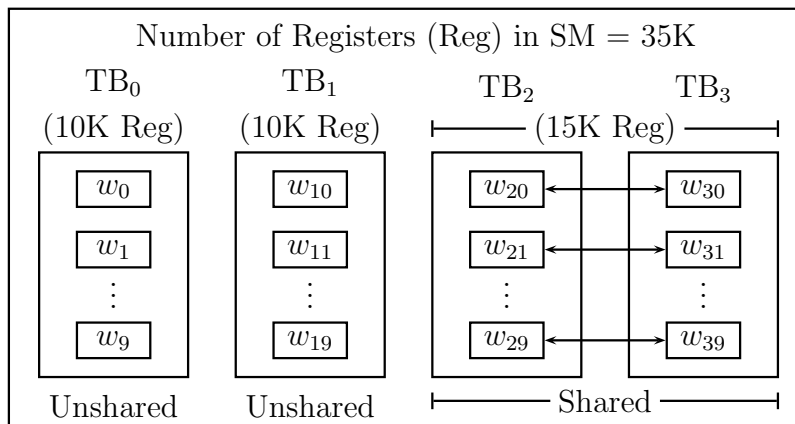 Number of Registers (Reg) in SM = 35K
TB₀ TB₁ TB₂ TB₃
(10K Reg) (10K Reg) (15K Reg)
w₀ w₁₀ w₂₀ w₃₀
w₁ w₁₁ w₂₁ w₃₁
⋮ ⋮ ⋮ ⋮
w₉ w₁₉ w₂₉ w₃₉
Unshared Unshared Shared